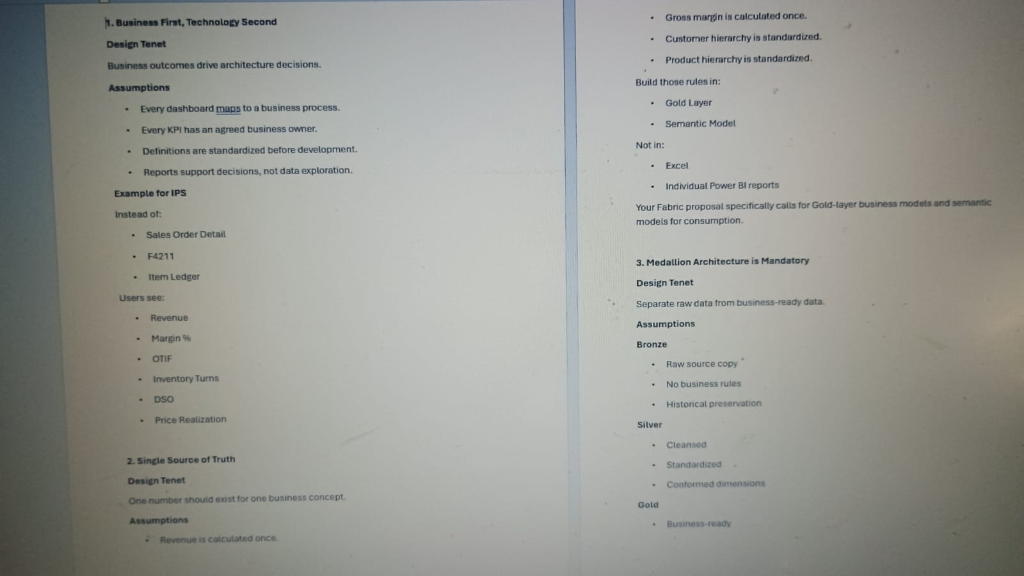 1. Business First, Technology Second
Design Tenet
Business outcomes drive architecture decisions.
Assumptions
• Every dashboard maps to a business process.
• Every KPI has an agreed business owner.
• Definitions are standardized before development.
• Reports support decisions, not data exploration.
Example for IPS
Instead of:
• Sales Order Detail
• F4211
• Item Ledger
Users see:
• Revenue
• Margin %
• OTIF
• Inventory Turns
• DSO
• Price Realization
2. Single Source of Truth
Design Tenet
One number should exist for one business concept.
Assumptions
• Revenue is calculated once.
• Gross margin is calculated once.
• Customer hierarchy is standardized.
• Product hierarchy is standardized.
Build those rules in:
• Gold Layer
• Semantic Model
Not in:
• Excel
• Individual Power BI reports
Your Fabric proposal specifically calls for Gold-layer business models and semantic
models for consumption.
3. Medallion Architecture is Mandatory
Design Tenet
Separate raw data from business-ready data.
Assumptions
Bronze
• Raw source copy
• No business rules
• Historical preservation
Silver
• Cleansed
• Standardized
• Conformed dimensions
Gold
• Business-ready